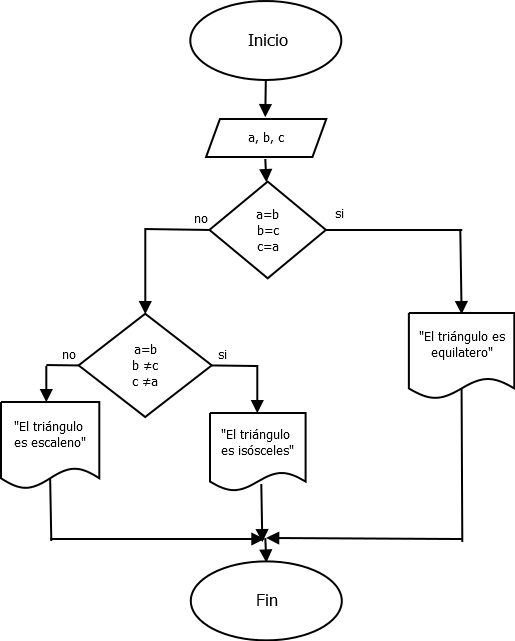 Inicio
a, b, c
a=b
b=c
c=a
no
si
"El triángulo es
equilatero"
a=b
b ≠c
c ≠a
no
si
"El triángulo
es escaleno"
"El triángulo
es isósceles"
Fin